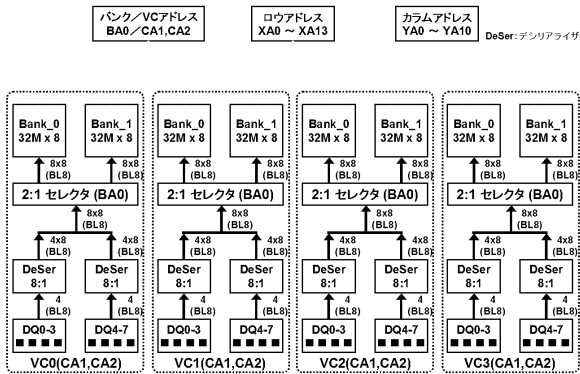 バンク／VCアドレス
BA0／CA1,CA2
ロウアドレス
XA0 ～ XA13
カラムアドレス
YA0 ～ YA10
DeSer：デシリアライザ
Bank_0
32M x 8
Bank_1
32M x 8
8x8
(BL8)
8x8
(BL8)
2:1 セレクタ (BA0)
8x8
(BL8)
4x8
(BL8)
4x8
(BL8)
DeSer
8:1
DeSer
8:1
4
(BL8)
4
(BL8)
DQ0-3
DQ4-7
VC0(CA1,CA2)
Bank_0
32M x 8
Bank_1
32M x 8
8x8
(BL8)
8x8
(BL8)
2:1 セレクタ (BA0)
8x8
(BL8)
4x8
(BL8)
4x8
(BL8)
DeSer
8:1
DeSer
8:1
4
(BL8)
4
(BL8)
DQ0-3
DQ4-7
VC1(CA1,CA2)
Bank_0
32M x 8
Bank_1
32M x 8
8x8
(BL8)
8x8
(BL8)
2:1 セレクタ (BA0)
8x8
(BL8)
4x8
(BL8)
4x8
(BL8)
DeSer
8:1
DeSer
8:1
4
(BL8)
4
(BL8)
DQ0-3
DQ4-7
VC2(CA1,CA2)
Bank_0
32M x 8
Bank_1
32M x 8
8x8
(BL8)
8x8
(BL8)
2:1 セレクタ (BA0)
8x8
(BL8)
4x8
(BL8)
4x8
(BL8)
DeSer
8:1
DeSer
8:1
4
(BL8)
4
(BL8)
DQ0-3
DQ4-7
VC3(CA1,CA2)